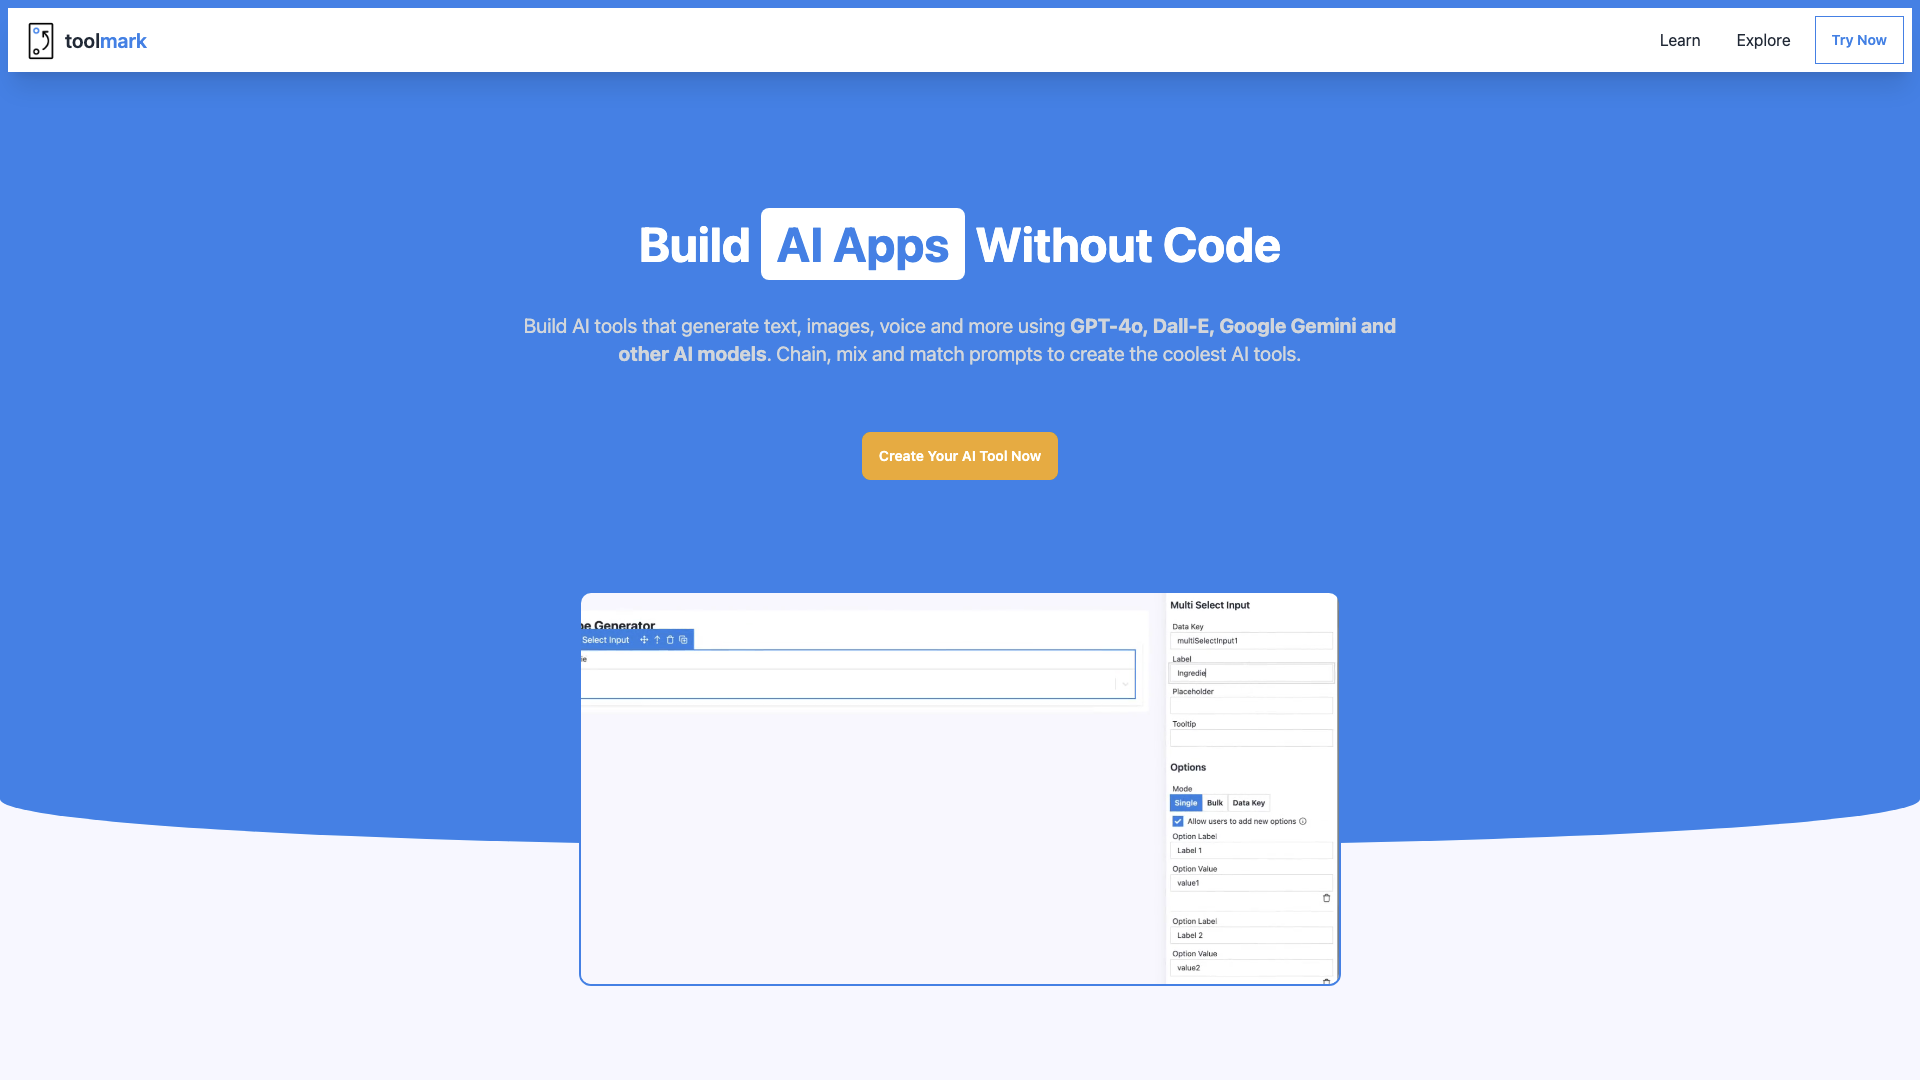 toolmark
Learn
Explore
Try Now
Build AI Apps Without Code
Build AI tools that generate text, images, voice and more using GPT-4o, Dall-E, Google Gemini and
other AI models. Chain, mix and match prompts to create the coolest AI tools.
Create Your AI Tool Now
Generator
Select Input
Multi Select Input
Data Key
multiSelectInput1
Label
Ingredie
Placeholder
Tooltip
Options
Mode
Single Bulk Data Key
Allow users to add new options
Option Label
Label 1
Option Value
value1
Option Label
Label 2
Option Value
value2